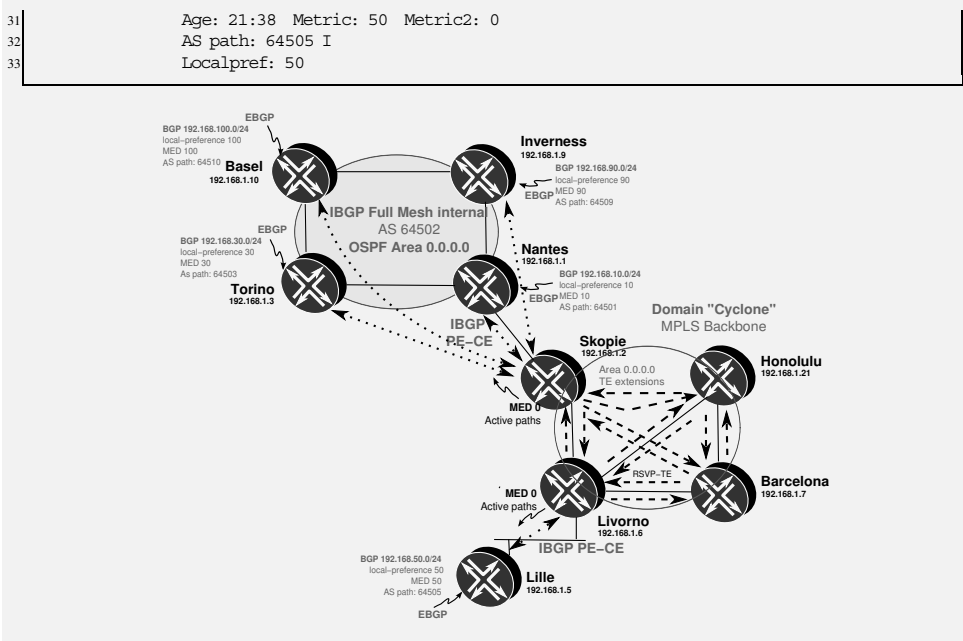 31 Age: 21:38 Metric: 50 Metric2: 0
32 AS path: 64505 I
33 Localpref: 50
EBGP
BGP 192.168.100.0/24
local-preference 100
MED 100
AS path: 64510
Basel
192.168.1.10
Inverness
192.168.1.9
BGP 192.168.90.0/24
local-preference 90
MED 90
AS path: 64509
EBGP
IBGP Full Mesh internal
AS 64502
OSPF Area 0.0.0.0
EBGP
BGP 192.168.30.0/24
local-preference 30
MED 30
As path: 64503
Torino
192.168.1.3
Nantes
192.168.1.1
BGP 192.168.10.0/24
local-preference 10
MED 10
AS path: 64501
EBGP
IBGP
PE-CE
Domain "Cyclone"
MPLS Backbone
Skopie
192.168.1.2
Honolulu
192.168.1.21
Area 0.0.0.0
TE extensions
MED 0
Active paths
RSVP-TE
Barcelona
192.168.1.7
MED 0
Active paths
Livorno
192.168.1.6
IBGP PE-CE
BGP 192.168.50.0/24
local-preference 50
MED 50
AS path: 64505
Lille
192.168.1.5
EBGP